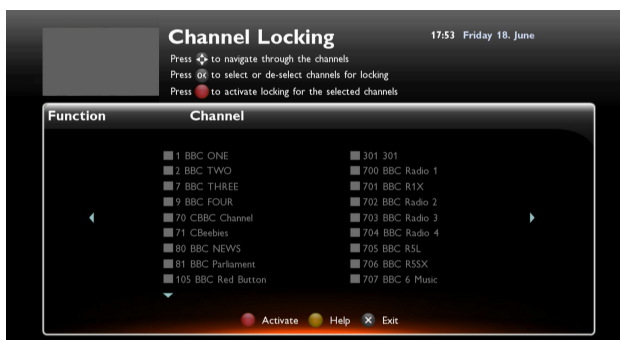 Channel Locking
17:53 Friday 18. June
Press to navigate through the channels
Press OK to select or de-select channels for locking
Press to activate locking for the selected channels
Function Channel
1 BBC ONE
2 BBC TWO
7 BBC THREE
9 BBC FOUR
70 CBBC Channel
71 CBeebies
80 BBC NEWS
81 BBC Parliament
105 BBC Red Button
301 301
700 BBC Radio 1
701 BBC R1X
702 BBC Radio 2
703 BBC Radio 3
704 BBC Radio 4
705 BBC R5L
706 BBC R5SX
707 BBC 6 Music
Activate Help X Exit